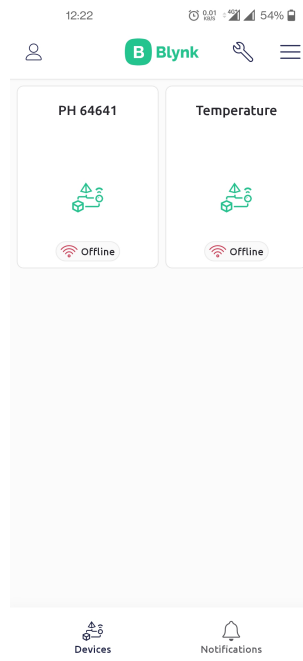 12:22 0.01 KB/S 4G 54%
B Blynk
PH 64641 Temperature
Offline Offline
Devices Notifications